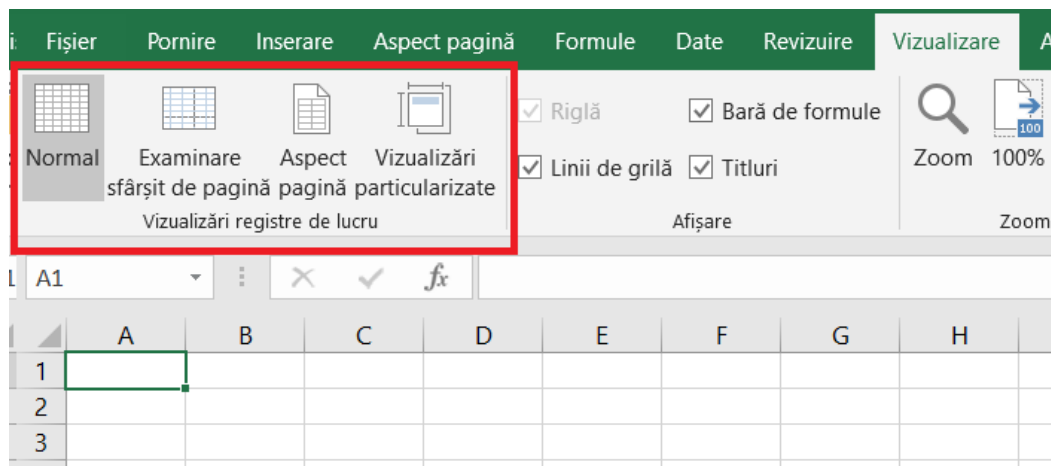 Fișier Pornire Inserare Aspect pagină Formule Date Revizuire Vizualizare
Riglă Bară de formule
Normal Examinare sfârșit de pagină Aspect pagină Vizualizări particularizate
Linii de grilă Titluri
Zoom 100 100%
Vizualizări registre de lucru Afișare Zoom
A1 fx
A B C D E F G H
1
2
3